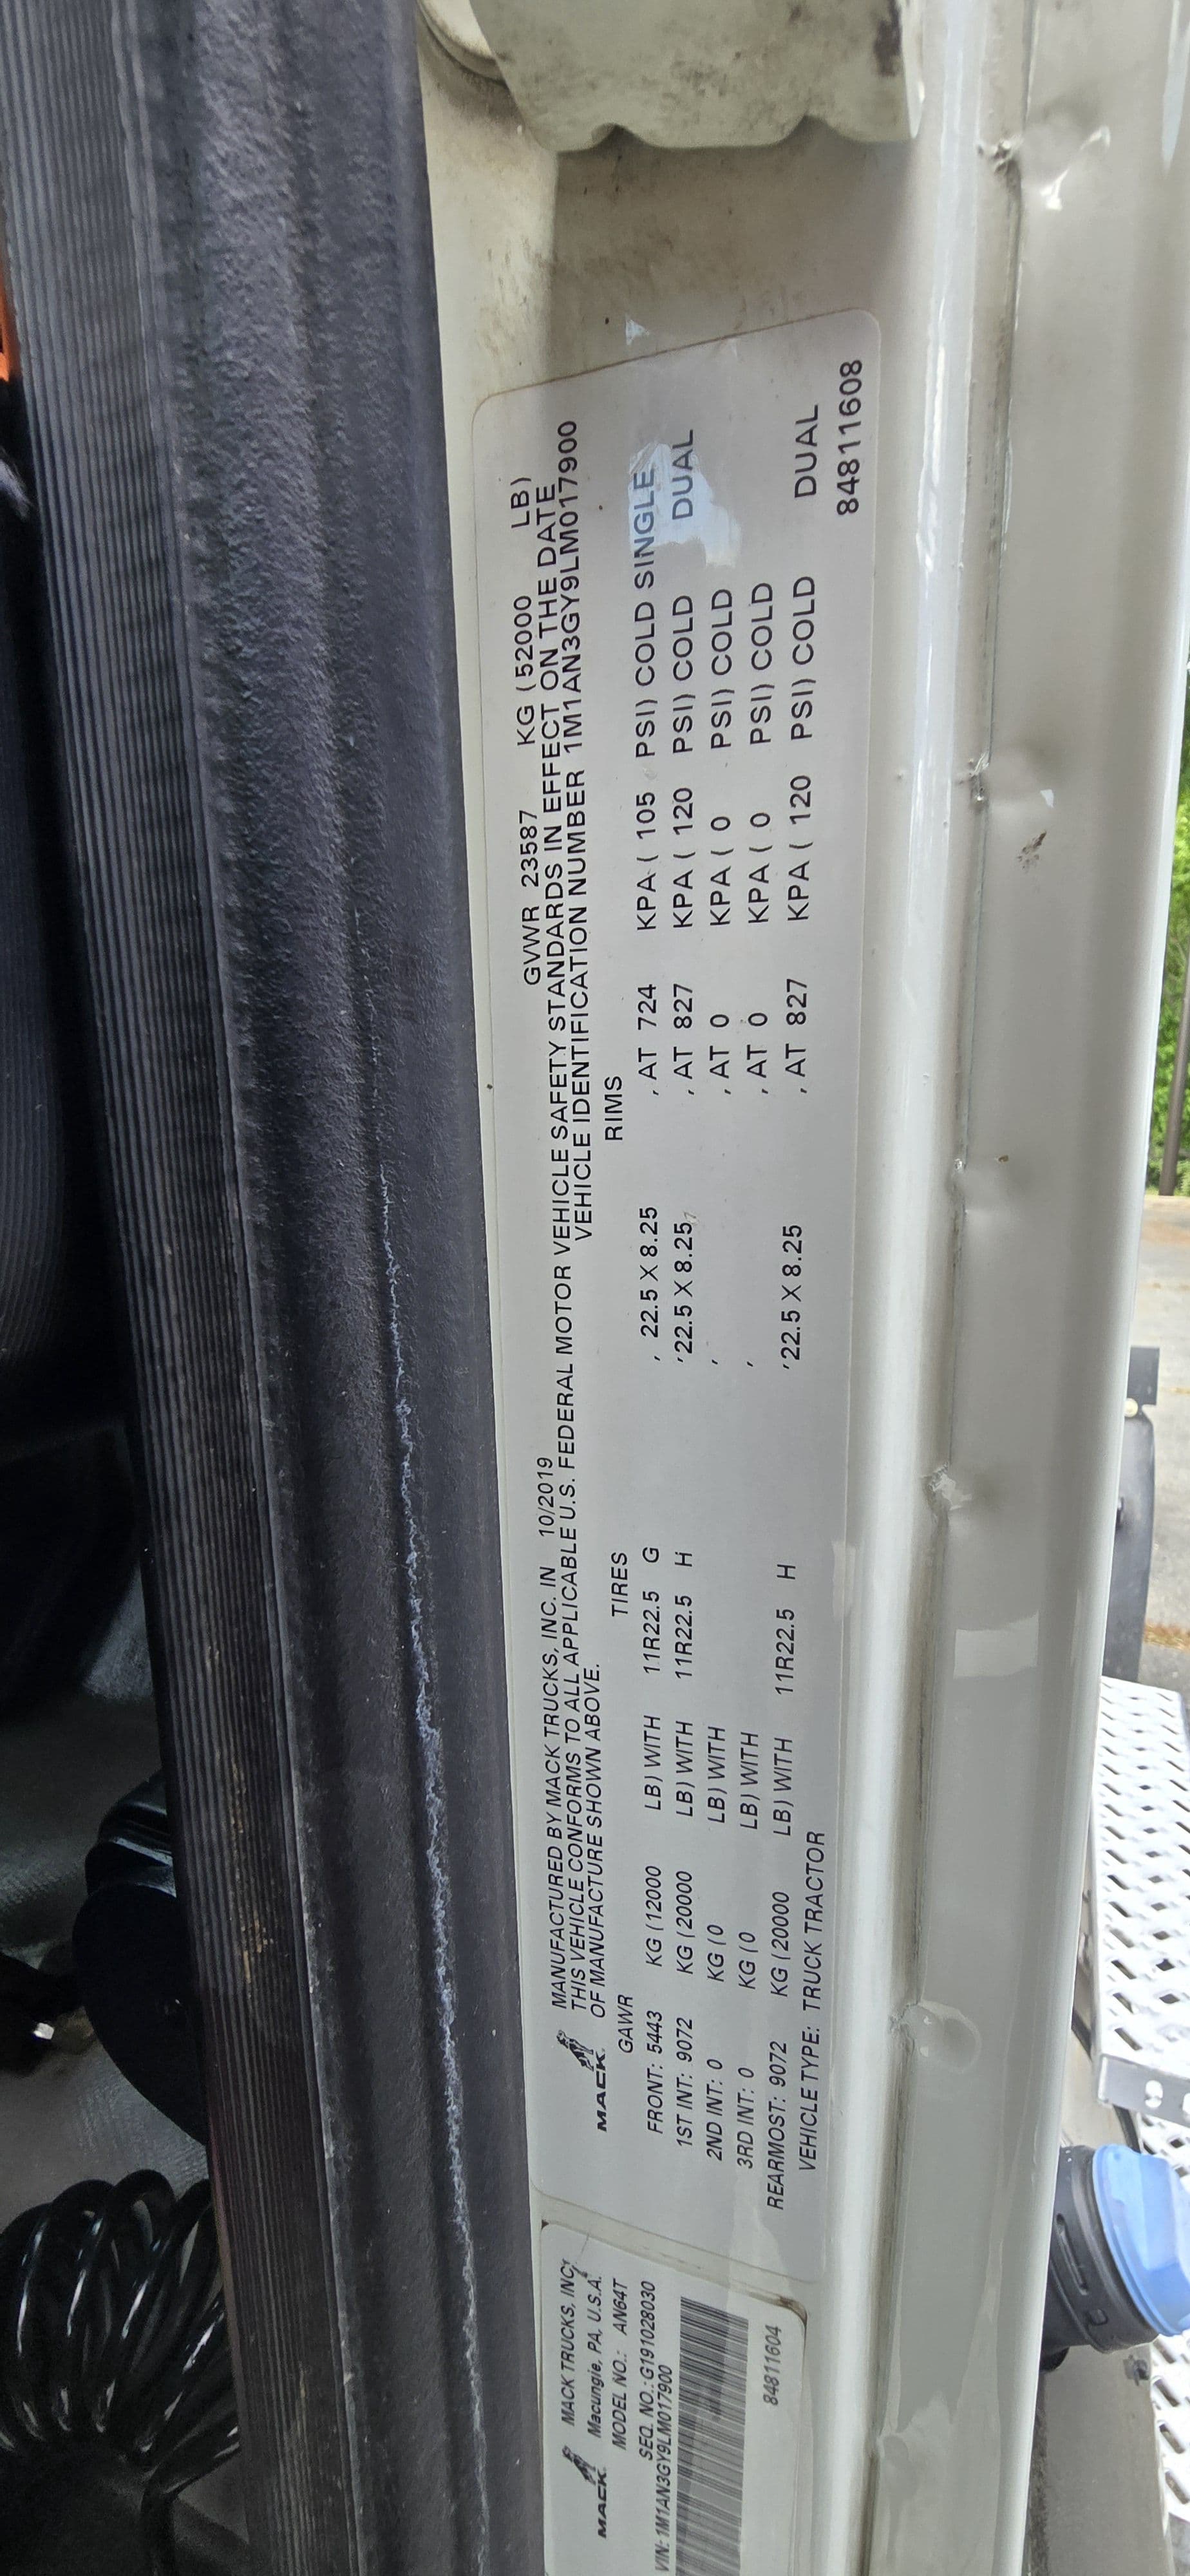 MACK
MANUFACTURED BY MACK TRUCKS, INC. IN 10/2019 GVWR 23587 KG (52000 LB)
THIS VEHICLE CONFORMS TO ALL APPLICABLE U.S. FEDERAL MOTOR VEHICLE SAFETY STANDARDS IN EFFECT ON THE DATE
OF MANUFACTURE SHOWN ABOVE. VEHICLE IDENTIFICATION NUMBER 1M1AN3GY9LM017900
GAWR TIRES RIMS
FRONT: 5443 KG (12000 LB) WITH 11R22.5 G , 22.5 X 8.25 , AT 724 KPA ( 105 PSI) COLD SINGLE
1ST INT: 9072 KG (20000 LB) WITH 11R22.5 H , 22.5 X 8.25 , AT 827 KPA ( 120 PSI) COLD DUAL
2ND INT: 0 KG (0 LB) WITH , , AT 0 KPA ( 0 PSI) COLD
3RD INT: 0 KG (0 LB) WITH , , AT 0 KPA ( 0 PSI) COLD
REARMOST: 9072 KG (20000 LB) WITH 11R22.5 H , 22.5 X 8.25 , AT 827 KPA ( 120 PSI) COLD DUAL
VEHICLE TYPE: TRUCK TRACTOR
84811608
MACK
MACK TRUCKS, INC.
Macungie, PA, U.S.A.
MODEL NO.: AN64T
SEQ. NO.: G191028030
VIN: 1M1AN3GY9LM017900
84811604